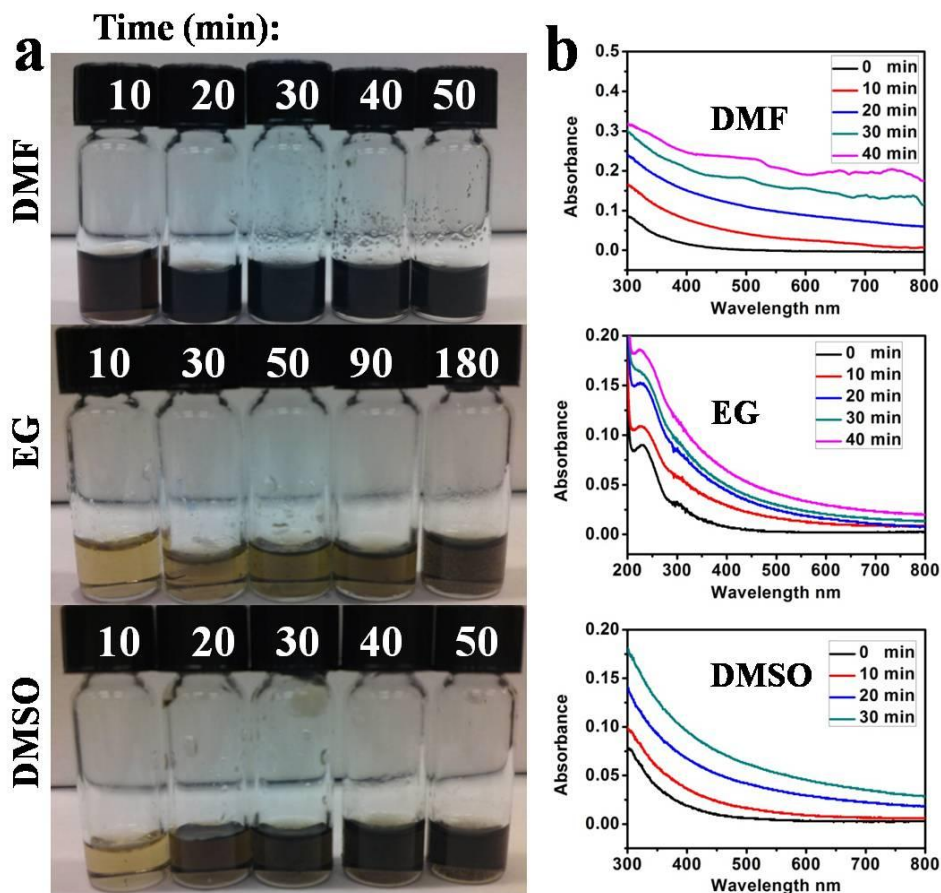 Time (min):
a
10 20 30 40 50
DMF
10 30 50 90 180
EG
10 20 30 40 50
DMSO
b
0.5
0.4
0.3
0.2
0.1
0.0
Absorbance
DMF
0 min
10 min
20 min
30 min
40 min
300 400 500 600 700 800
Wavelength nm
0.20
0.15
0.10
0.05
0.00
Absorbance
EG
0 min
10 min
20 min
30 min
40 min
200 300 400 500 600 700 800
Wavelength nm
0.20
0.15
0.10
0.05
0.00
Absorbance
DMSO
0 min
10 min
20 min
30 min
300 400 500 600 700 800
Wavelength nm